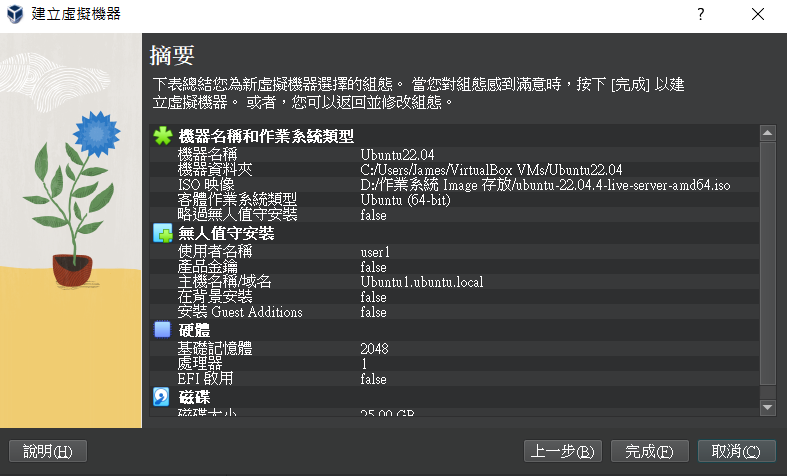 建立虛擬機器
?
摘要
下表總結您為新虛擬機器選擇的組態。 當您對組態感到滿意時，按下 [完成] 以建
立虛擬機器。 或者，您可以返回並修改組態。
機器名稱和作業系統類型
機器名稱 Ubuntu22.04
機器資料夾 C:/Users/James/VirtualBox VMs/Ubuntu22.04
ISO 映像 D:/作業系統 Image 存放/ubuntu-22.04.4-live-server-amd64.iso
客體作業系統類型 Ubuntu (64-bit)
略過無人值守安裝 false
無人值守安裝
使用者名稱 user1
產品金鑰 false
主機名稱/域名 Ubuntu1.ubuntu.local
在背景安裝 false
安裝 Guest Additions false
硬體
基礎記憶體 2048
處理器 1
EFI 啟用 false
磁碟
磁碟大小 25.00 GB
說明(H) 上一步(B) 完成(F) 取消(C)